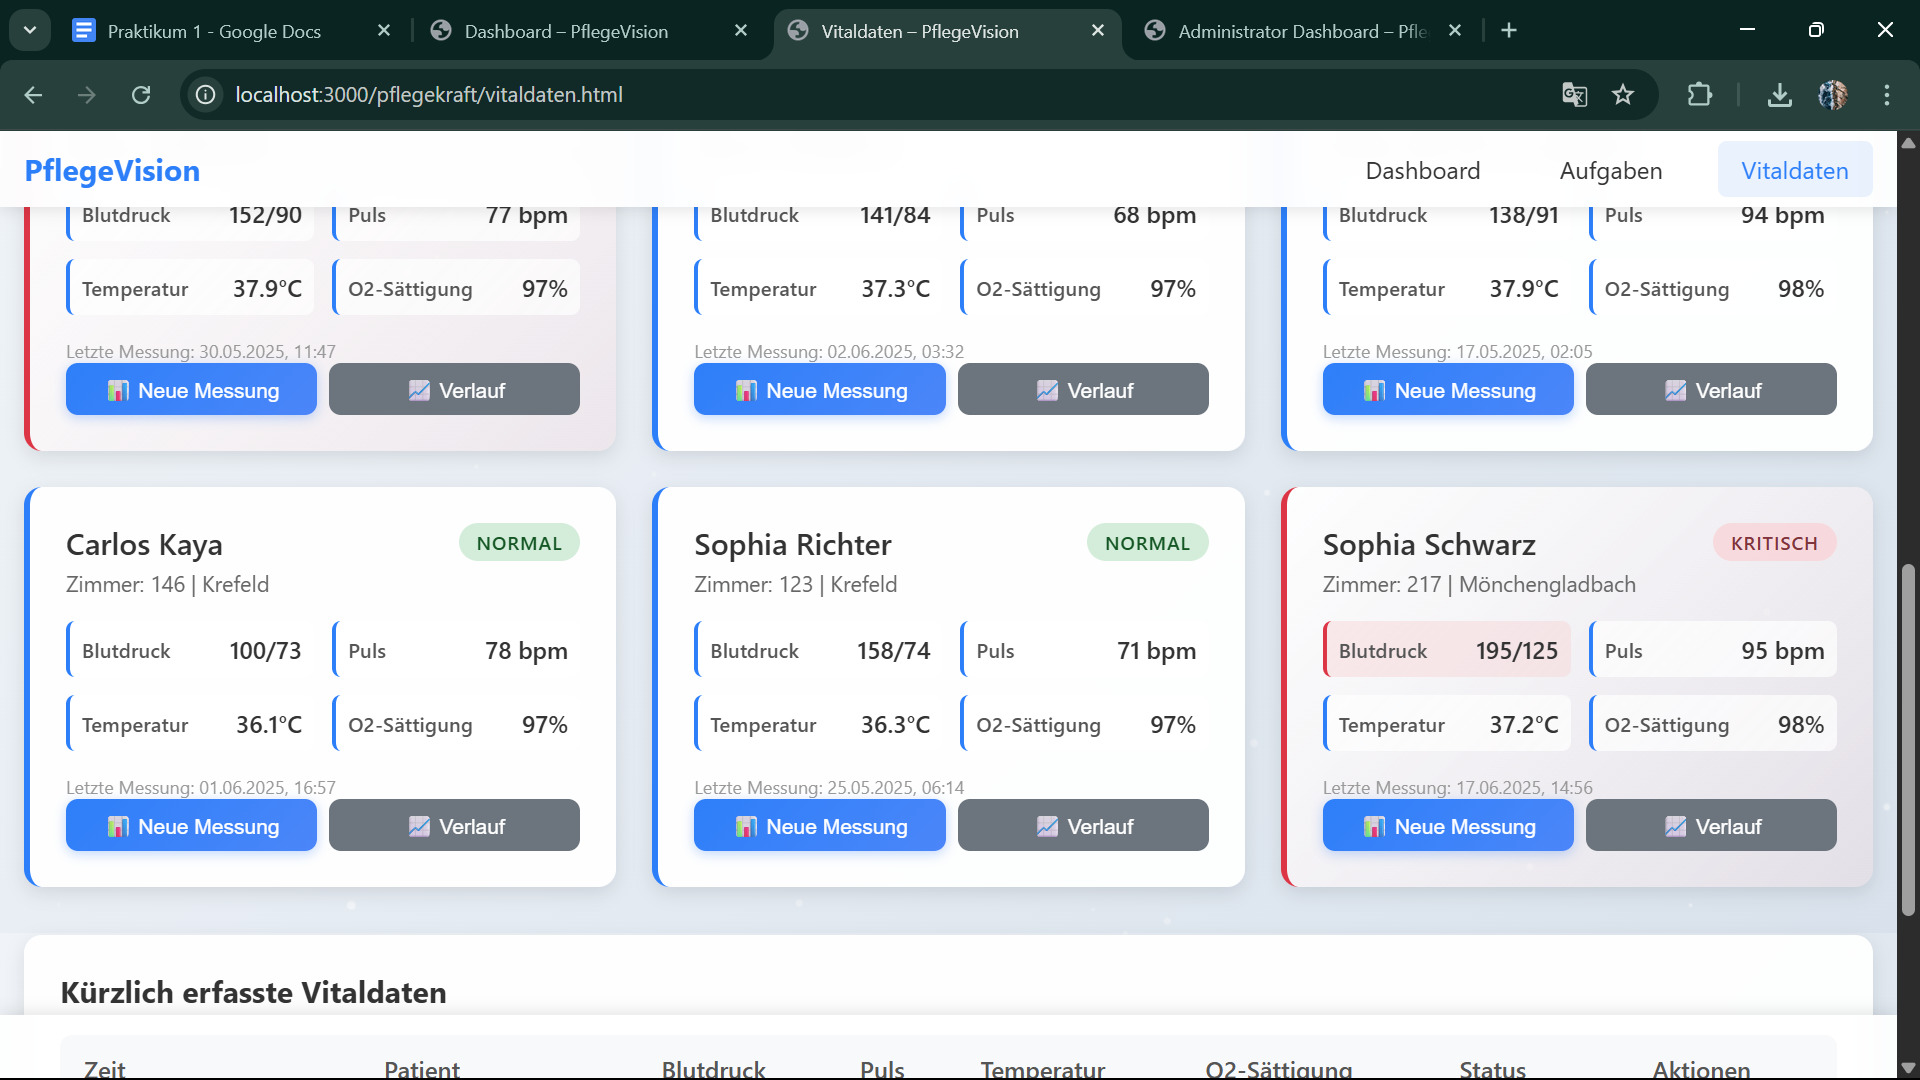 Praktikum 1 - Google Docs
Dashboard – PflegeVision
Vitaldaten – PflegeVision
Administrator Dashboard – Pfle
localhost:3000/pflegekraft/vitaldaten.html
PflegeVision
Dashboard
Aufgaben
Vitaldaten
Blutdruck 152/90 Puls 77 bpm
Temperatur 37.9°C O2-Sättigung 97%
Letzte Messung: 30.05.2025, 11:47
Neue Messung Verlauf
Blutdruck 141/84 Puls 68 bpm
Temperatur 37.3°C O2-Sättigung 97%
Letzte Messung: 02.06.2025, 03:32
Neue Messung Verlauf
Blutdruck 138/91 Puls 94 bpm
Temperatur 37.9°C O2-Sättigung 98%
Letzte Messung: 17.05.2025, 02:05
Neue Messung Verlauf
Carlos Kaya NORMAL
Zimmer: 146 | Krefeld
Blutdruck 100/73 Puls 78 bpm
Temperatur 36.1°C O2-Sättigung 97%
Letzte Messung: 01.06.2025, 16:57
Neue Messung Verlauf
Sophia Richter NORMAL
Zimmer: 123 | Krefeld
Blutdruck 158/74 Puls 71 bpm
Temperatur 36.3°C O2-Sättigung 97%
Letzte Messung: 25.05.2025, 06:14
Neue Messung Verlauf
Sophia Schwarz KRITISCH
Zimmer: 217 | Mönchengladbach
Blutdruck 195/125 Puls 95 bpm
Temperatur 37.2°C O2-Sättigung 98%
Letzte Messung: 17.06.2025, 14:56
Neue Messung Verlauf
Kürzlich erfasste Vitaldaten
Zeit Patient Blutdruck Puls Temperatur O2-Sättigung Status Aktionen